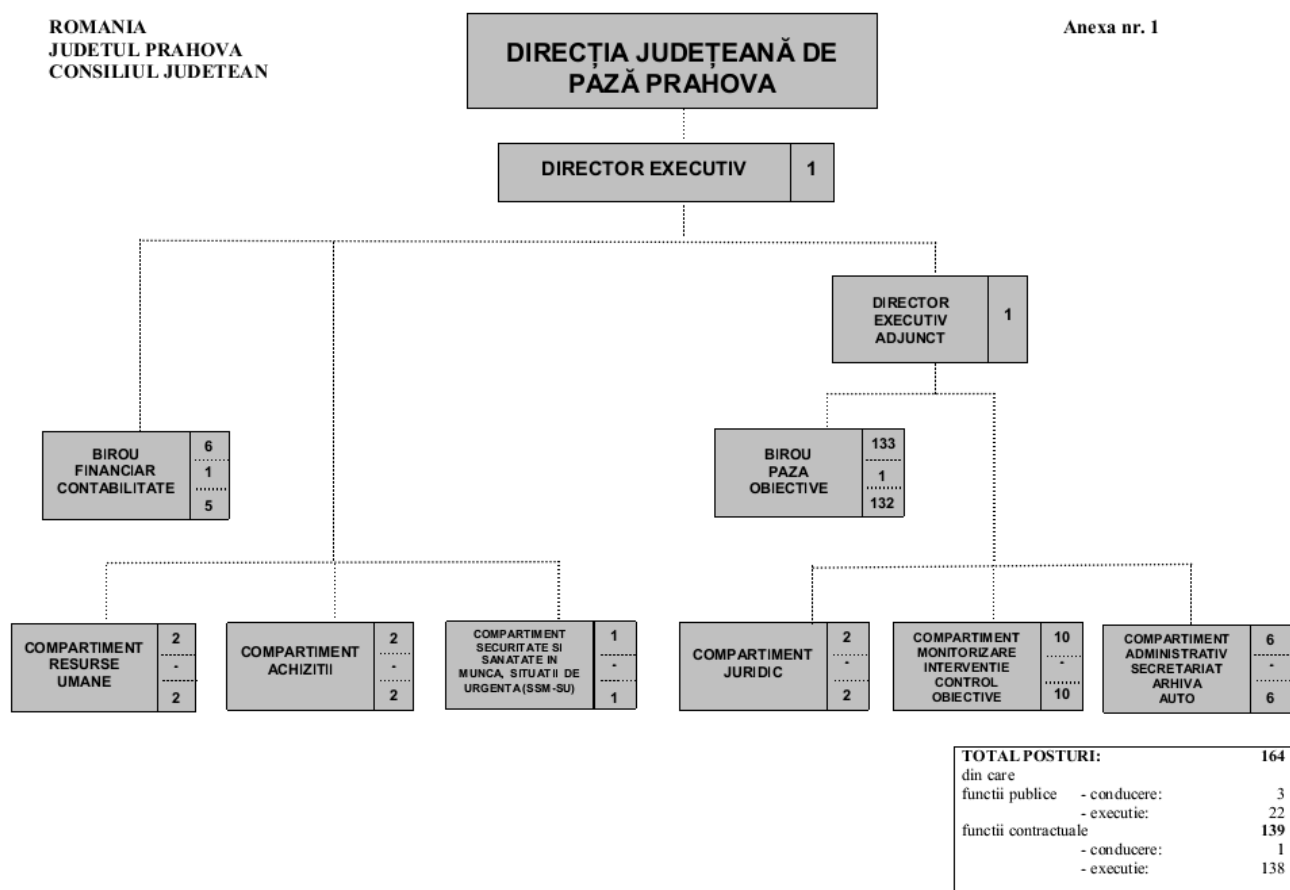 ROMANIA
JUDETUL PRAHOVA
CONSILIUL JUDETEAN
Anexa nr. 1
DIRECȚIA JUDEȚEANĂ DE
PAZĂ PRAHOVA
DIRECTOR EXECUTIV 1
DIRECTOR
EXECUTIV
ADJUNCT
1
BIROU
FINANCIAR
CONTABILITATE
6
1
5
BIROU
PAZA
OBIECTIVE
133
1
132
COMPARTIMENT
RESURSE
UMANE
2
-
2
COMPARTIMENT
ACHIZITII
2
-
2
COMPARTIMENT
SECURITATE SI
SANATATE IN
MUNCA, SITUATII DE
URGENTA (SSM-SU)
1
-
1
COMPARTIMENT
JURIDIC
2
-
2
COMPARTIMENT
MONITORIZARE
INTERVENTIE
CONTROL
OBIECTIVE
10
-
10
COMPARTIMENT
ADMINISTRATIV
SECRETARIAT
ARHIVA
AUTO
6
-
6
TOTAL POSTURI: 164
din care
functii publice - conducere: 3
- executie: 22
functii contractuale 139
- conducere: 1
- executie: 138